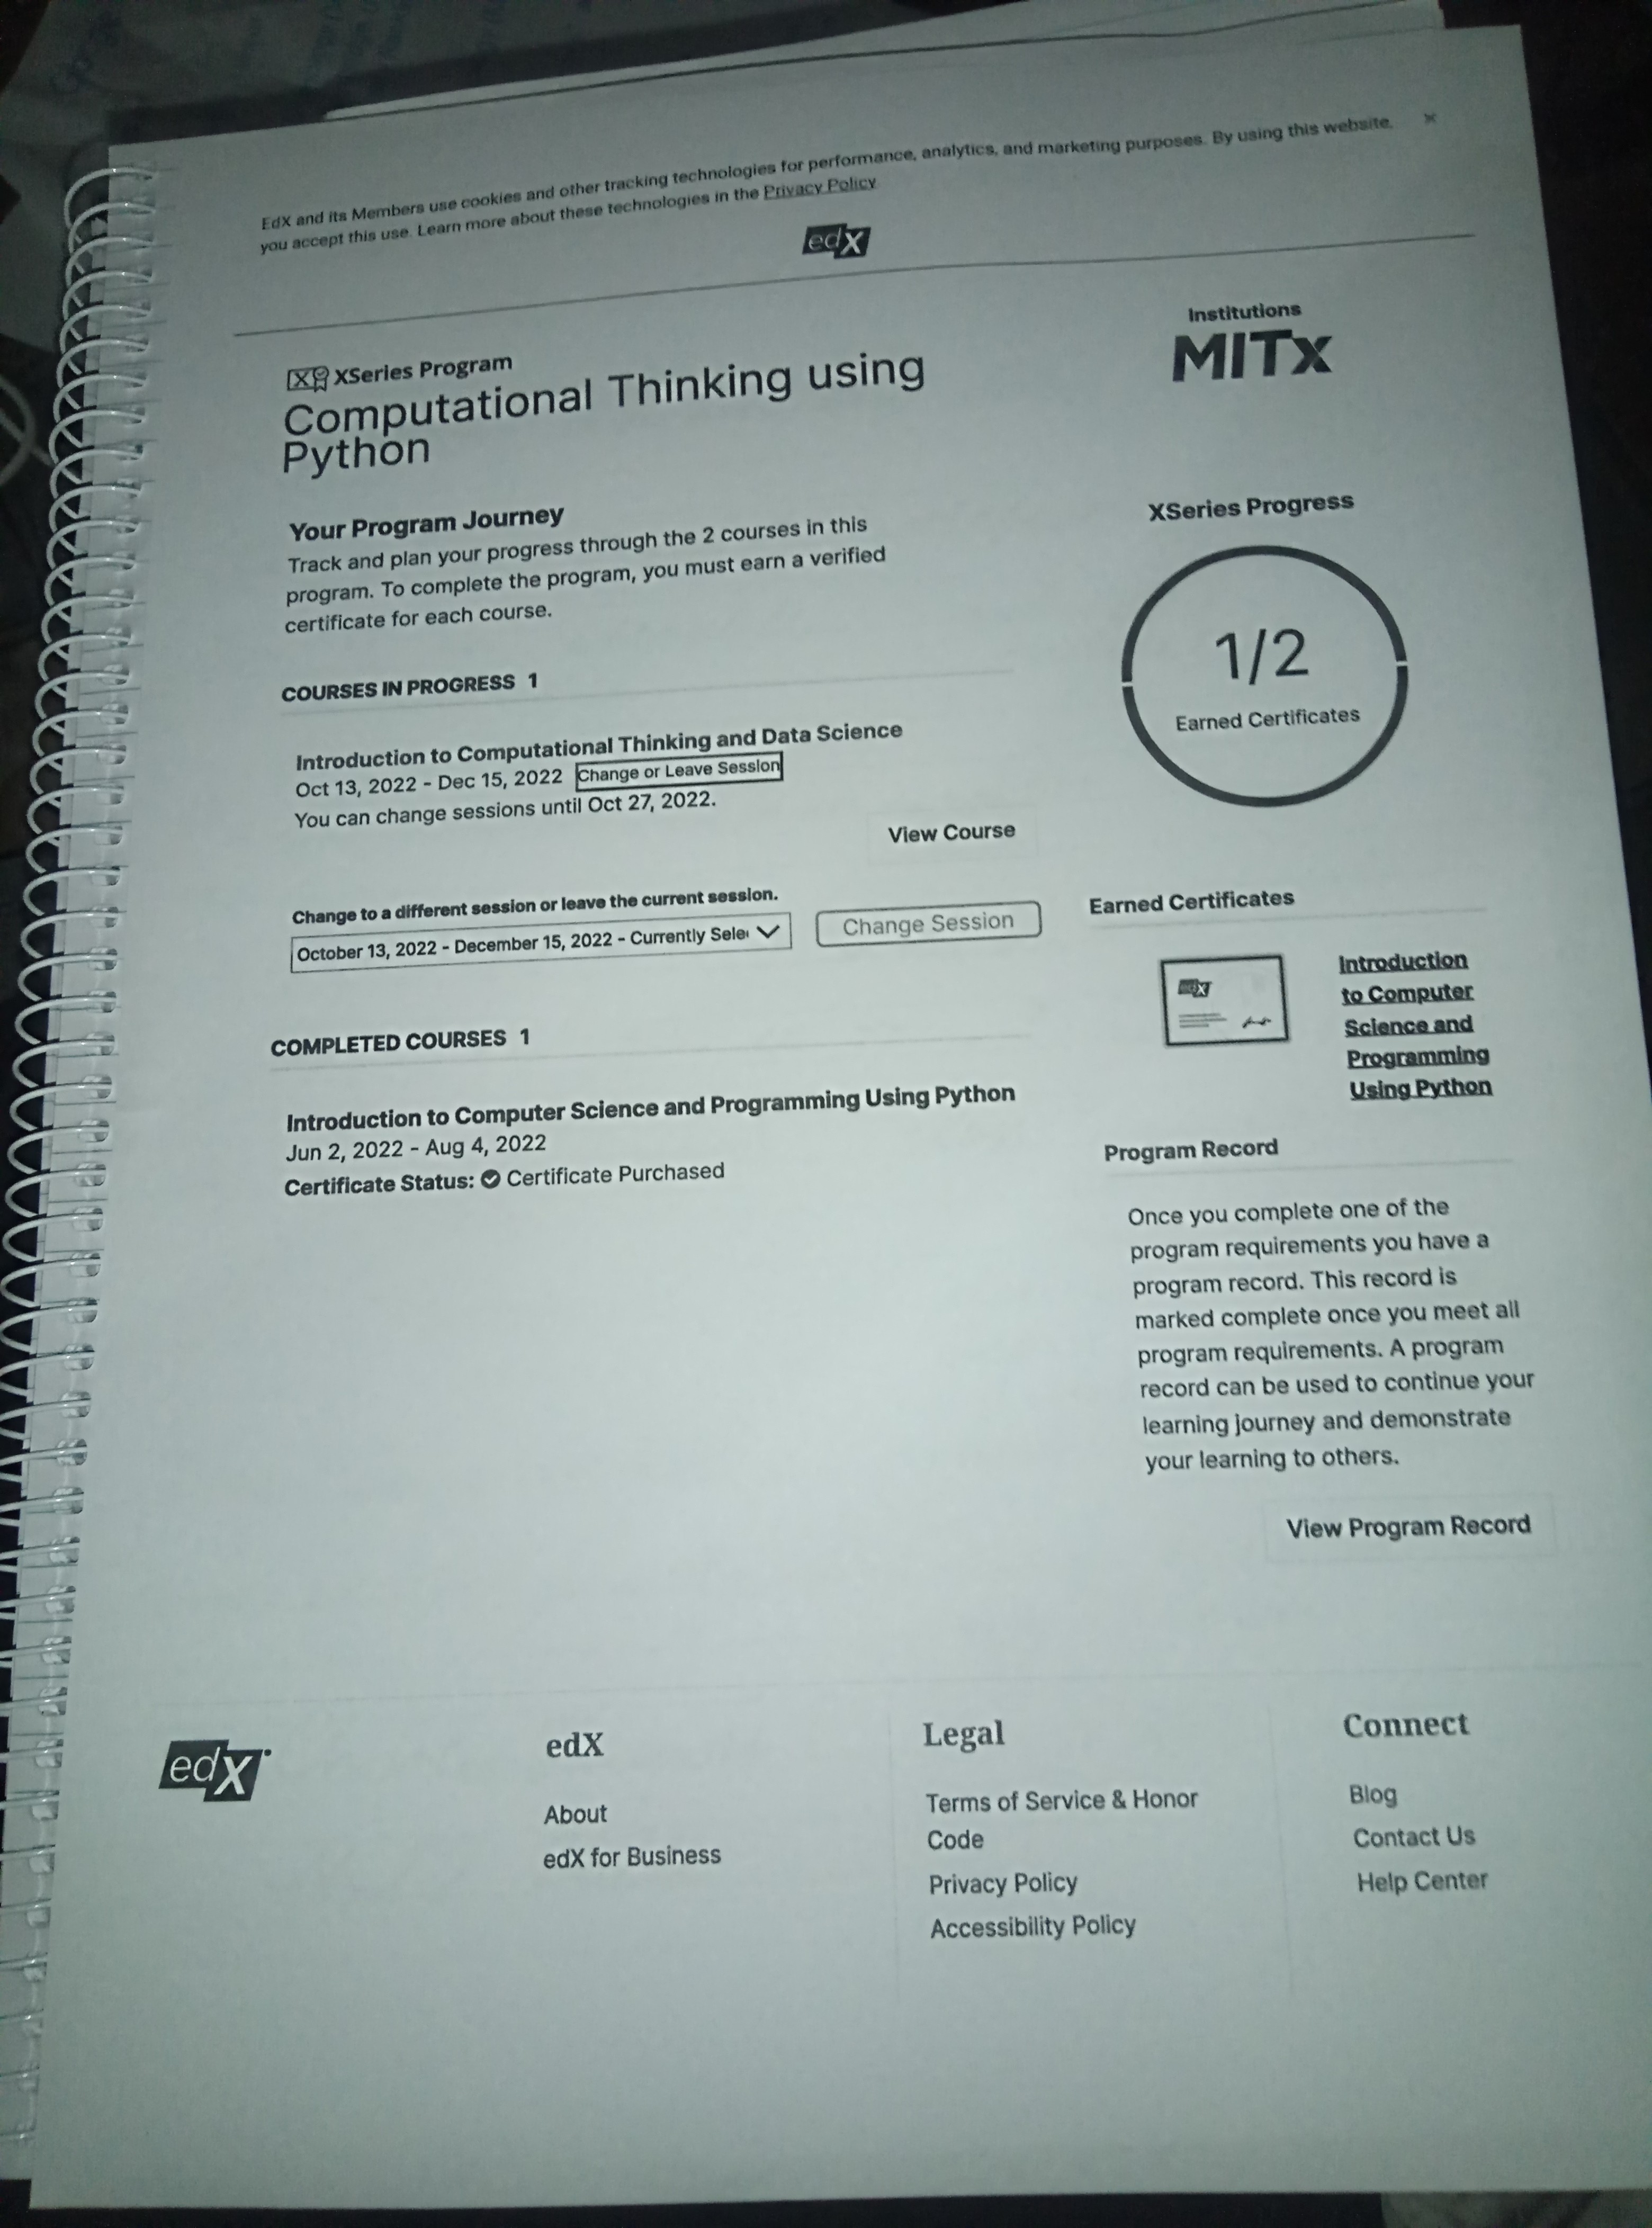 EdX and its Members use cookies and other tracking technologies for performance, analytics, and marketing purposes. By using this website,
you accept this use. Learn more about these technologies in the Privacy Policy
edX
XSeries Program
Computational Thinking using
Python
Institutions
MITx
Your Program Journey
Track and plan your progress through the 2 courses in this
program. To complete the program, you must earn a verified
certificate for each course.
XSeries Progress
1/2
Earned Certificates
COURSES IN PROGRESS 1
Introduction to Computational Thinking and Data Science
Oct 13, 2022 - Dec 15, 2022 Change or Leave Session
You can change sessions until Oct 27, 2022.
View Course
Change to a different session or leave the current session.
October 13, 2022 - December 15, 2022 - Currently Sele
Change Session
COMPLETED COURSES 1
Introduction to Computer Science and Programming Using Python
Jun 2, 2022 - Aug 4, 2022
Certificate Status: Certificate Purchased
Earned Certificates
edX
Introduction
to Computer
Science and
Programming
Using Python
Program Record
Once you complete one of the
program requirements you have a
program record. This record is
marked complete once you meet all
program requirements. A program
record can be used to continue your
learning journey and demonstrate
your learning to others.
View Program Record
edX
edX
About
edX for Business
Legal
Terms of Service & Honor
Code
Privacy Policy
Accessibility Policy
Connect
Blog
Contact Us
Help Center